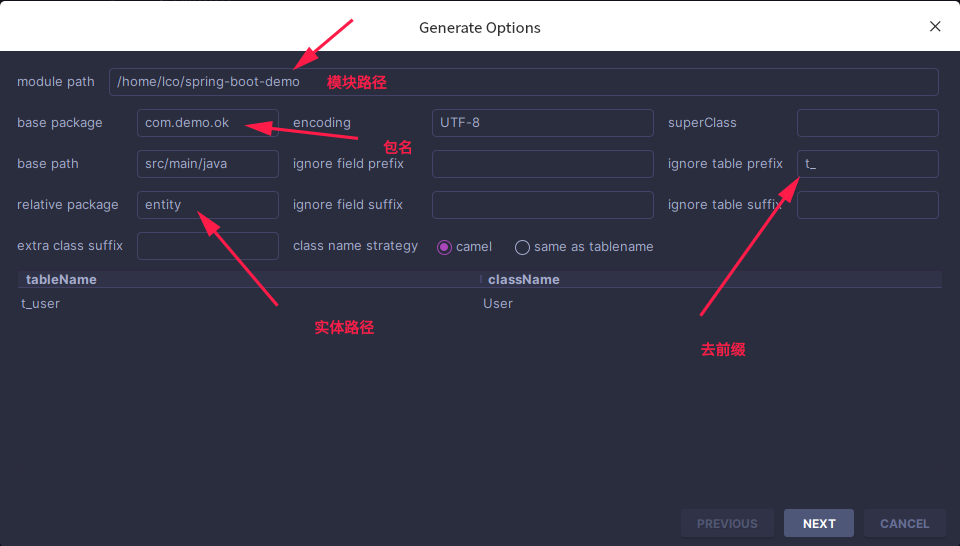 Generate Options
module path /home/lco/spring-boot-demo 模块路径
base package com.demo.ok encoding UTF-8 superClass
包名
base path src/main/java ignore field prefix ignore table prefix t_
relative package entity ignore field suffix ignore table suffix
extra class suffix class name strategy camel same as tablename
tableName className
t_user User
实体路径
去前缀
PREVIOUS NEXT CANCEL